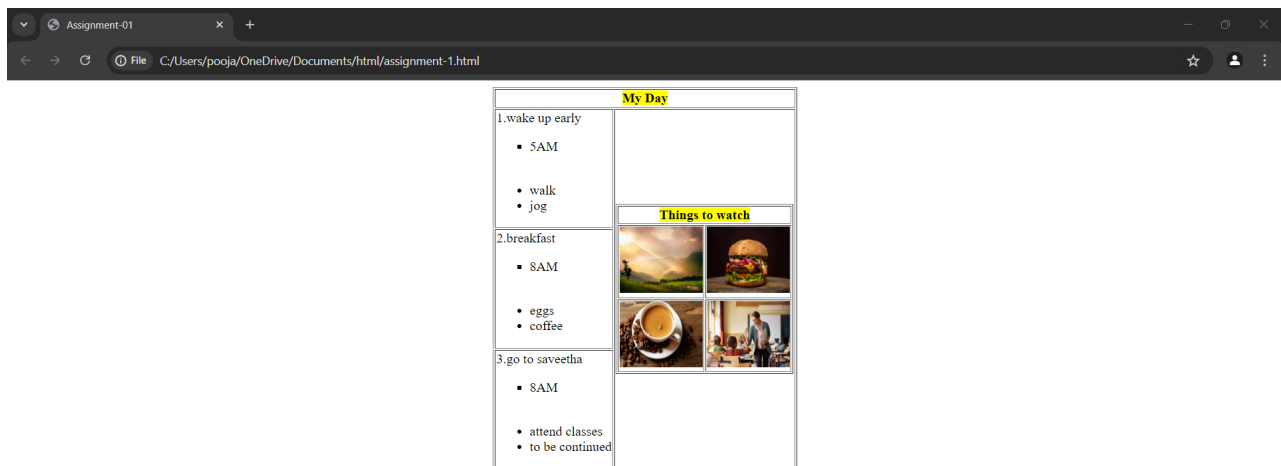 Assignment-01
File C:/Users/pooja/OneDrive/Documents/html/assignment-1.html
My Day
1.wake up early
5AM
walk
jog
2.breakfast
8AM
eggs
coffee
3.go to saveetha
8AM
attend classes
to be continued
Things to watch